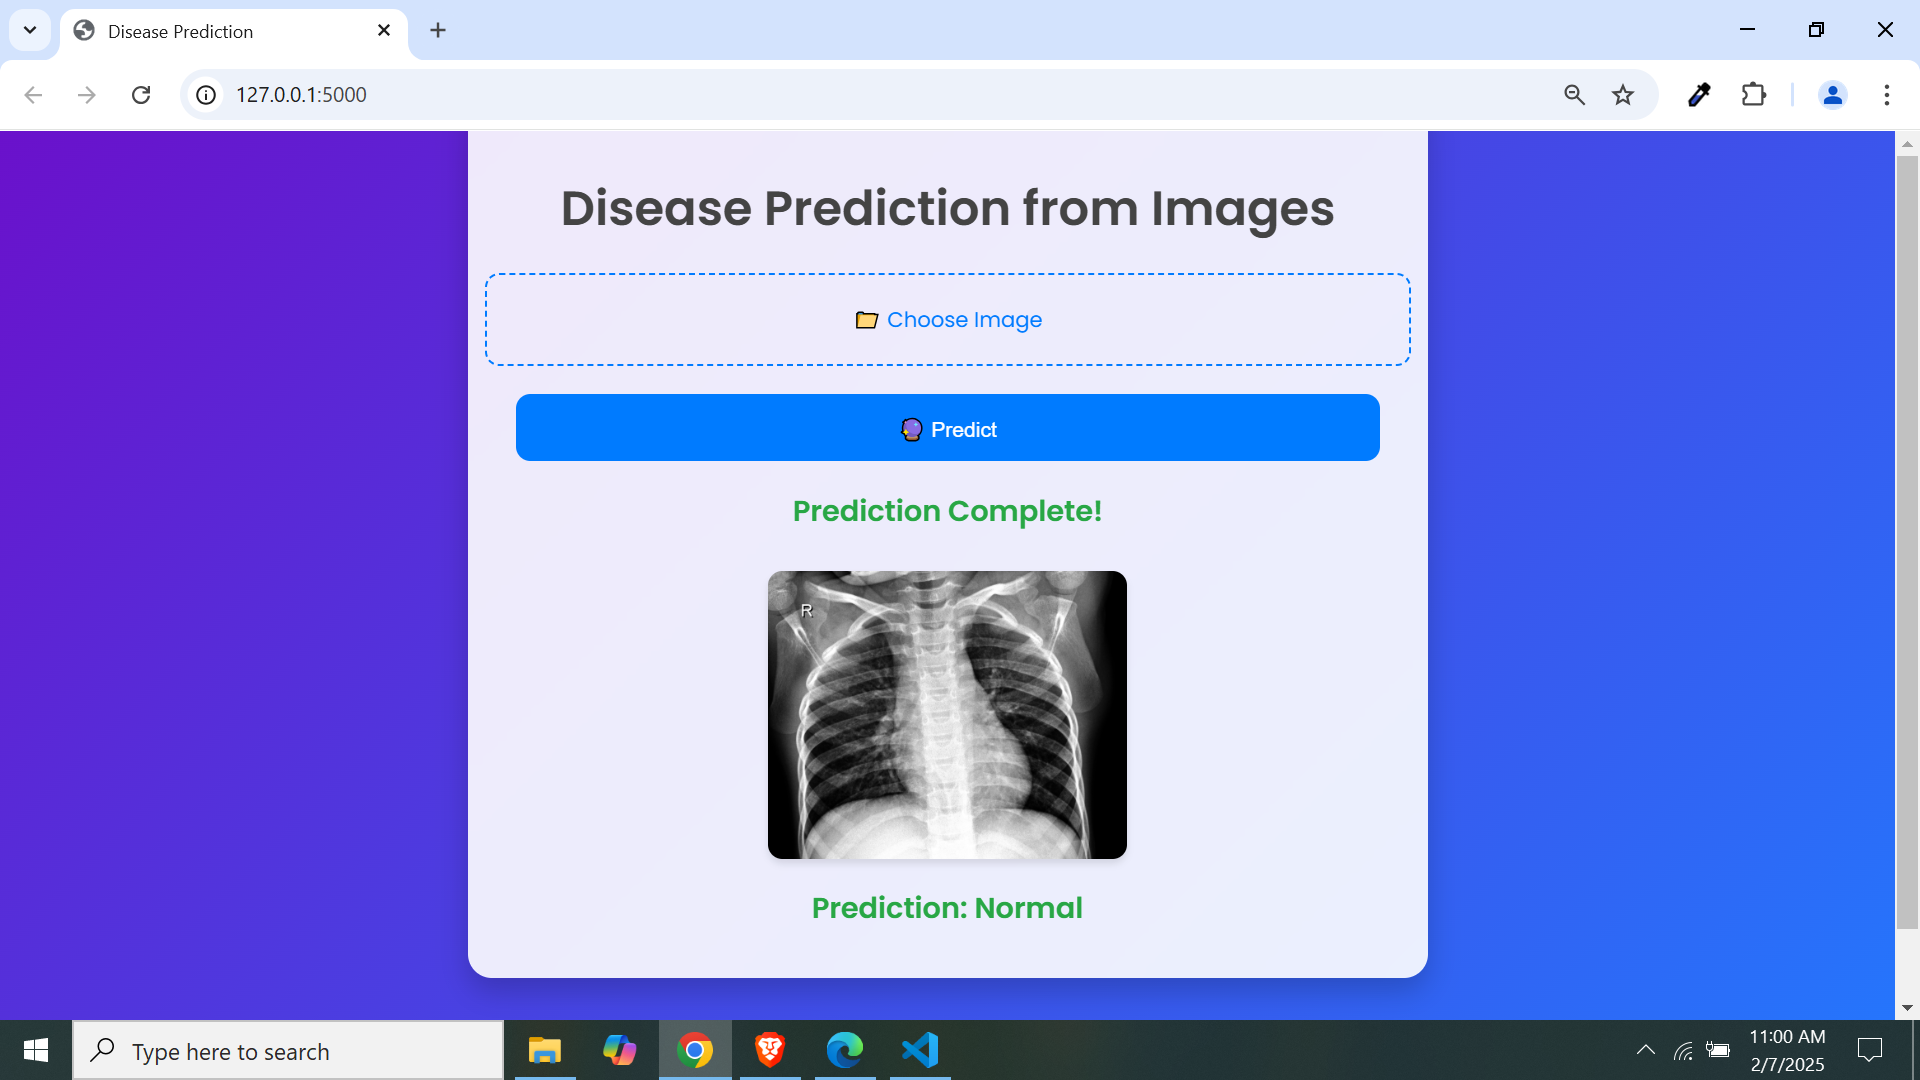 Disease Prediction
127.0.0.1:5000
Disease Prediction from Images
Choose Image
Predict
Prediction Complete!
R
Prediction: Normal
Type here to search
11:00 AM
2/7/2025